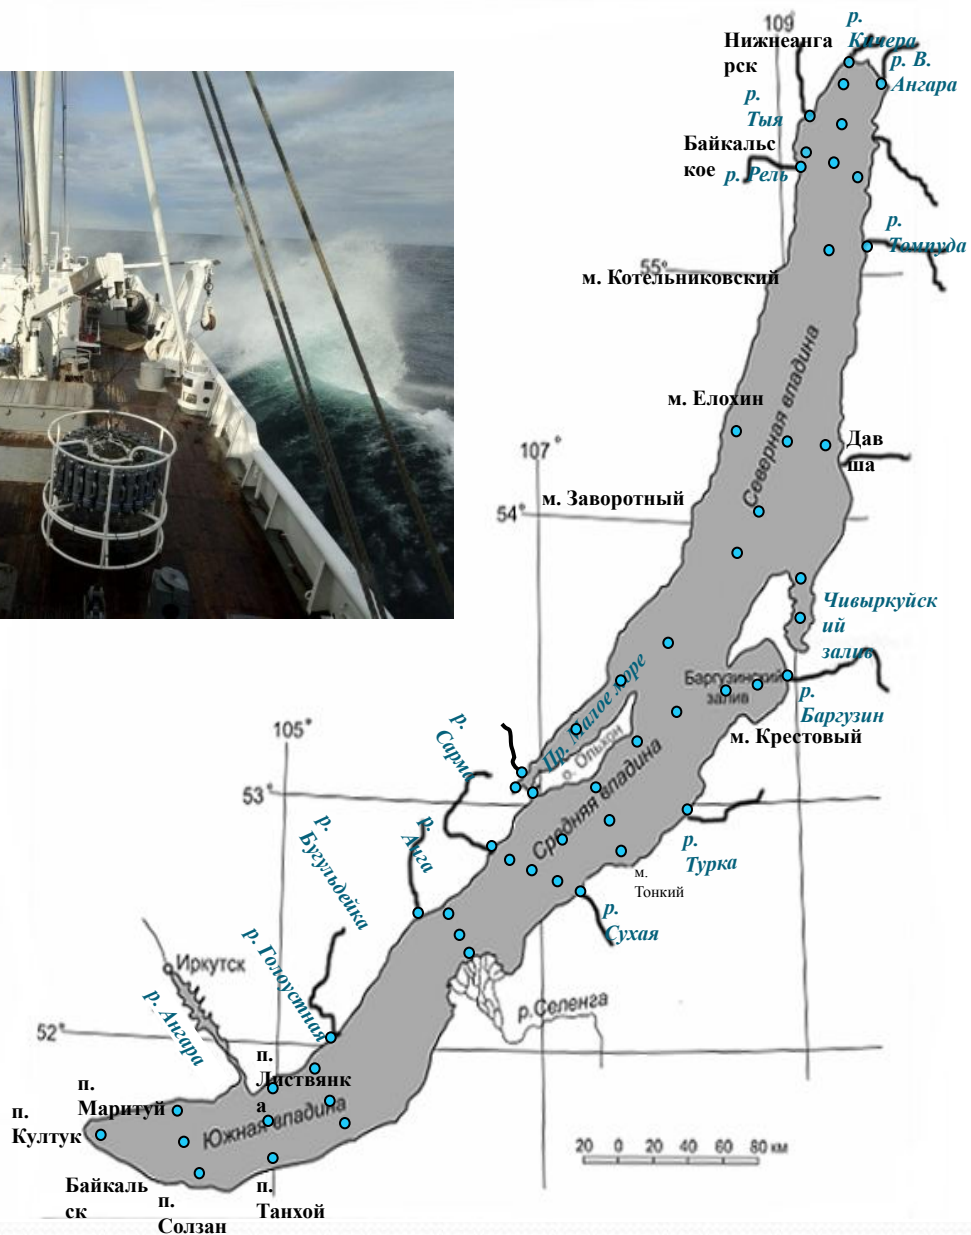 109°
р.
Кичера
Нижнеанга
рск
р. В.
Ангара
р.
Тыя
Байкальс
кое
р. Рель
р.
Томпуда
55°
м. Котельниковский
Северная впадина
м. Елохин
Дав
ша
107°
м. Заворотный
54°
Чивыркуйск
ий
залив
Баргузинский
залив
р.
Баргузин
м. Крестовый
Пр. Малое море
о. Ольхон
р.
Сарма
105°
53°
Средняя впадина
р.
Анга
р.
Бугульдейка
р.
Турка
м.
Тонкий
р.
Сухая
р. Голоустная
Иркутск
р. Ангара
р.Селенга
52°
п.
Листвянк
а
п.
Маритуй
п.
Култук
Южная впадина
20 0 20 40 60 80 км
Байкаль
ск
п.
Солзан
п.
Танхой